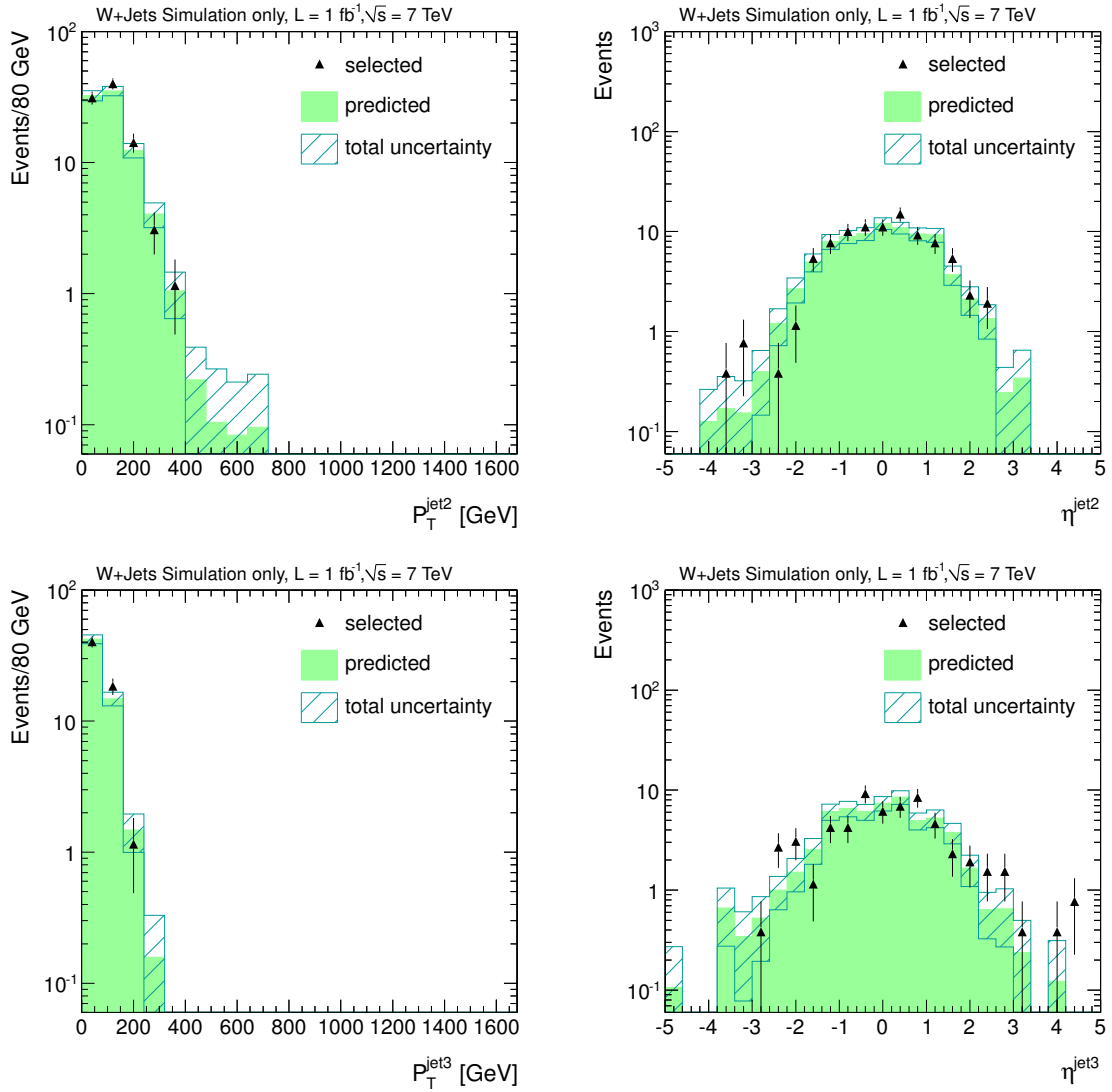 W+Jets Simulation only, L = 1 fb⁻¹,√s = 7 TeV
Events/80 GeV
10²
10
1
10⁻¹
selected
predicted
total uncertainty
0 200 400 600 800 1000 1200 1400 1600
P_T^jet2 [GeV]
W+Jets Simulation only, L = 1 fb⁻¹,√s = 7 TeV
Events
10³
10²
10
1
10⁻¹
selected
predicted
total uncertainty
-5 -4 -3 -2 -1 0 1 2 3 4 5
η^jet2
W+Jets Simulation only, L = 1 fb⁻¹,√s = 7 TeV
Events/80 GeV
10²
10
1
10⁻¹
selected
predicted
total uncertainty
0 200 400 600 800 1000 1200 1400 1600
P_T^jet3 [GeV]
W+Jets Simulation only, L = 1 fb⁻¹,√s = 7 TeV
Events
10³
10²
10
1
10⁻¹
selected
predicted
total uncertainty
-5 -4 -3 -2 -1 0 1 2 3 4 5
η^jet3